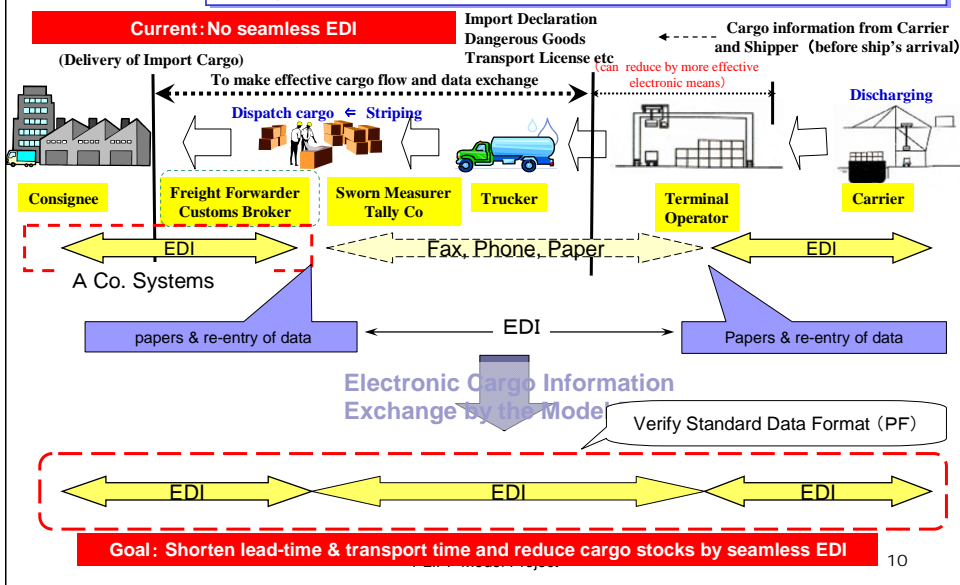 Current：No seamless EDI
Import Declaration
Dangerous Goods
Transport License etc
Cargo information from Carrier
and Shipper（before ship's arrival）
(Delivery of Import Cargo)
To make effective cargo flow and data exchange
（can reduce by more effective
electronic means）
Dispatch cargo ⇐ Striping
Discharging
Consignee
Freight Forwarder
Customs Broker
Sworn Measurer
Tally Co
Trucker
Terminal
Operator
Carrier
EDI
Fax, Phone, Paper
EDI
A Co. Systems
papers & re-entry of data
EDI
Papers & re-entry of data
Electronic Cargo Information
Exchange by the Model
Verify Standard Data Format（PF）
EDI
EDI
EDI
Goal： Shorten lead-time & transport time and reduce cargo stocks by seamless EDI
10